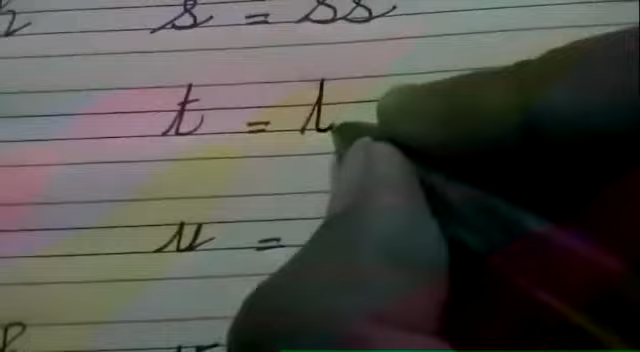 s = ss
t = t
u =